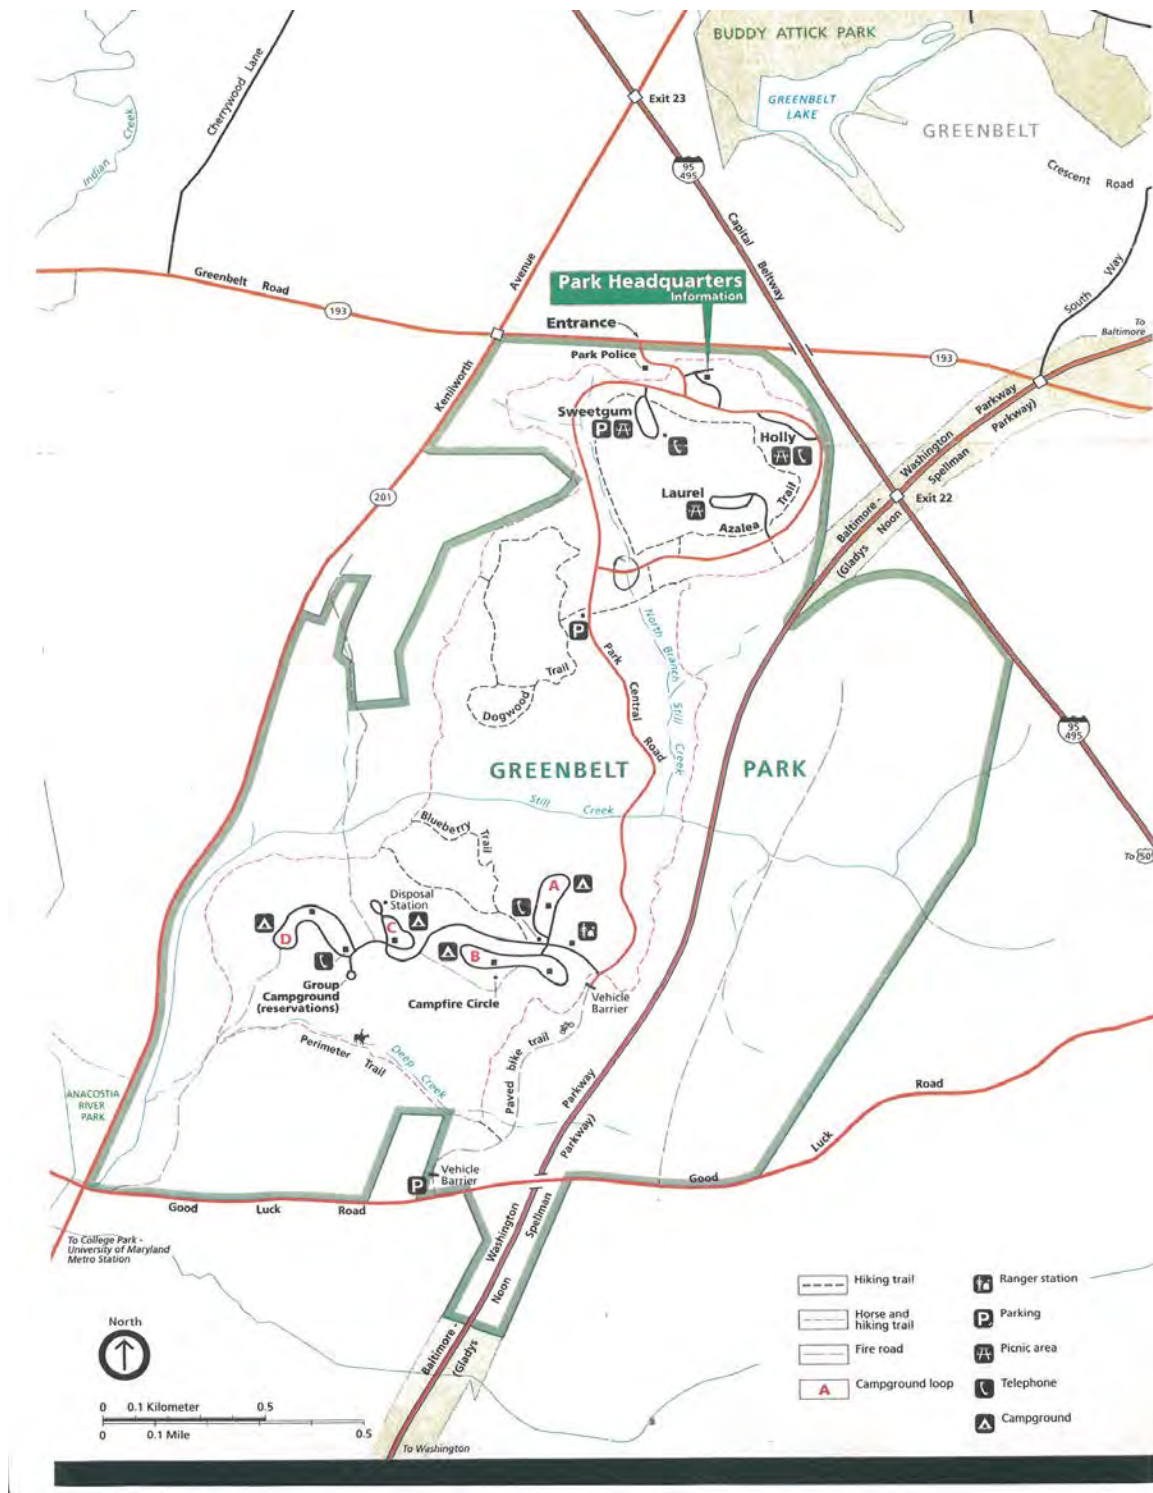 BUDDY ATTICK PARK
Cherrywood Lane
Exit 23
GREENBELT
LAKE
GREENBELT
Indian Creek
95
495
Crescent Road
Capital Beltway
South Way
Avenue
Greenbelt Road
193
Park Headquarters
Information
Entrance
To
Baltimore
Park Police
193
Kenilworth
Washington Parkway
Spellman Parkway)
Sweetgum
P
Holly
201
Laurel
Trail
Exit 22
Azalea
Baltimore -
(Gladys Noon
North Branch Still Creek
P
Park Central Road
Trail
Dogwood
95
495
GREENBELT PARK
Still Creek
Blueberry Trail
To 50
A
Disposal
Station
C
D
B
Group
Campground
(reservations)
Campfire Circle
Vehicle
Barrier
Paved bike trail
Perimeter Trail
Deep Creek
Parkway
Parkway)
Road
ANACOSTIA
RIVER
PARK
Luck
Vehicle
Barrier
P
Good
Good Luck Road
Washington
Spellman
To College Park -
University of Maryland
Metro Station
Noon
Baltimore -
(Gladys
Hiking trail
Ranger station
Horse and
hiking trail
P Parking
Fire road
Picnic area
A Campground loop
Telephone
Campground
North
0 0.1 Kilometer 0.5
0 0.1 Mile 0.5
To Washington